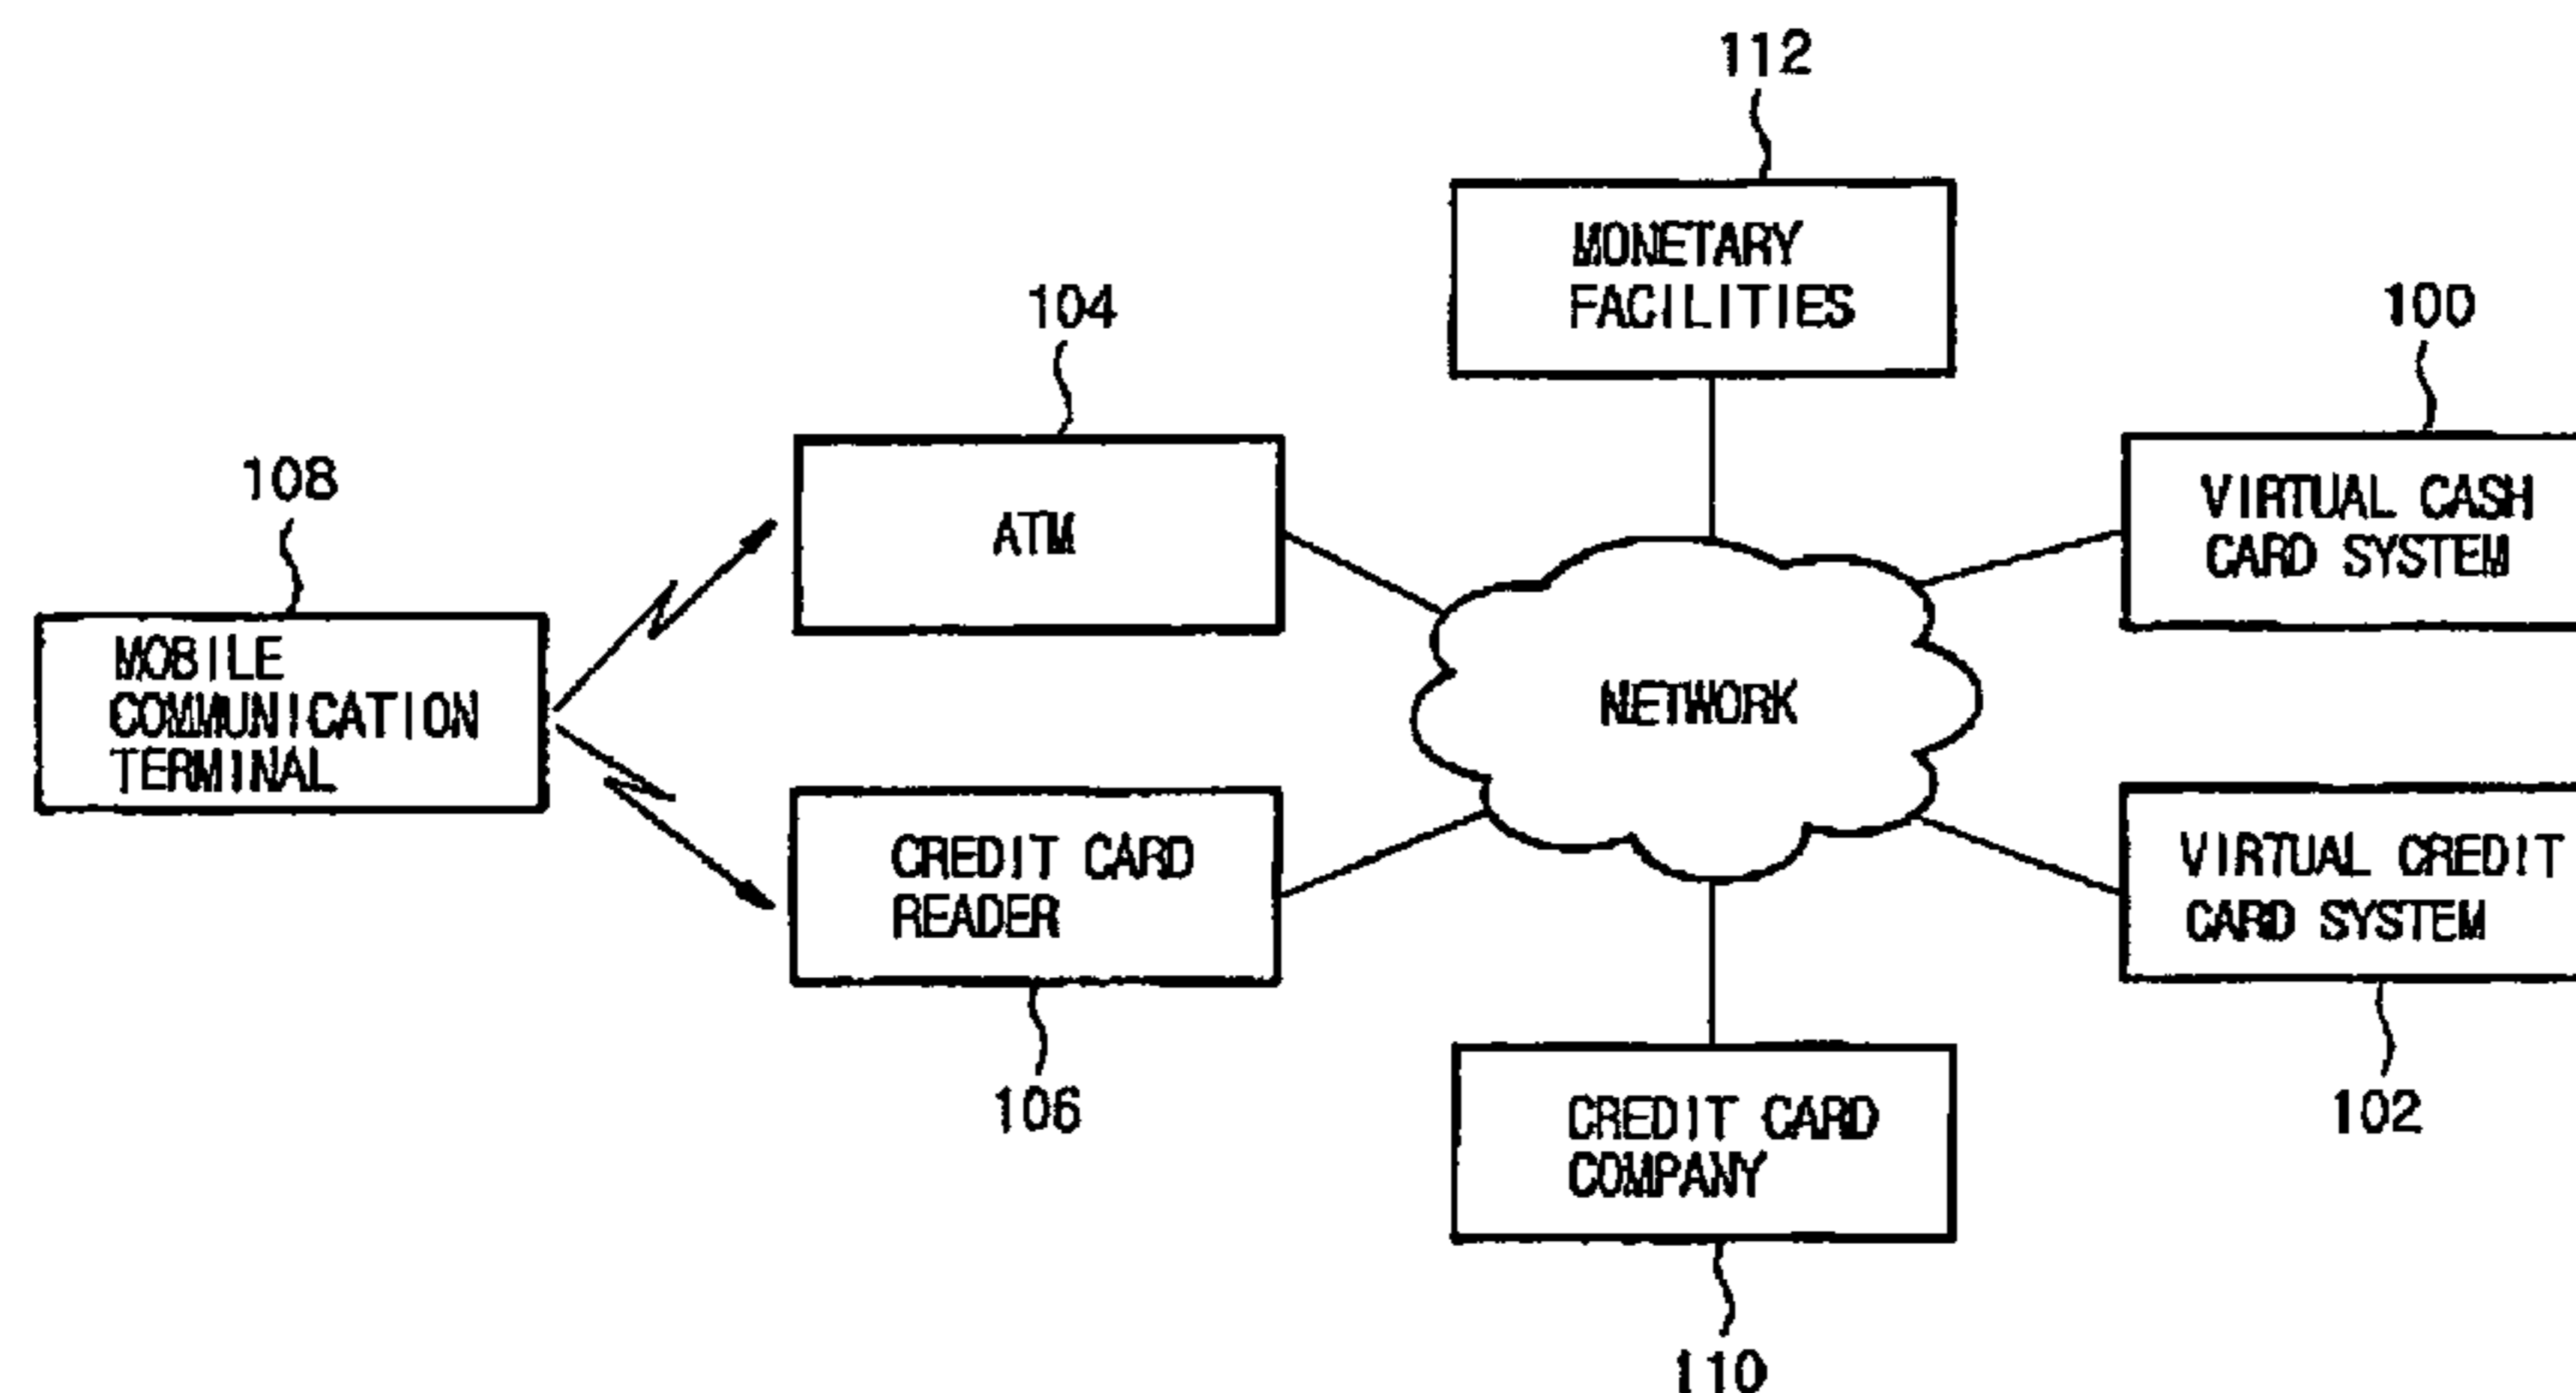 112
MONETARY
FACILITIES
104
100
ATM
VIRTUAL CASH
CARD SYSTEM
108
MOBILE
COMMUNICATION
TERMINAL
NETWORK
CREDIT CARD
READER
106
VIRTUAL CREDIT
CARD SYSTEM
102
CREDIT CARD
COMPANY
110